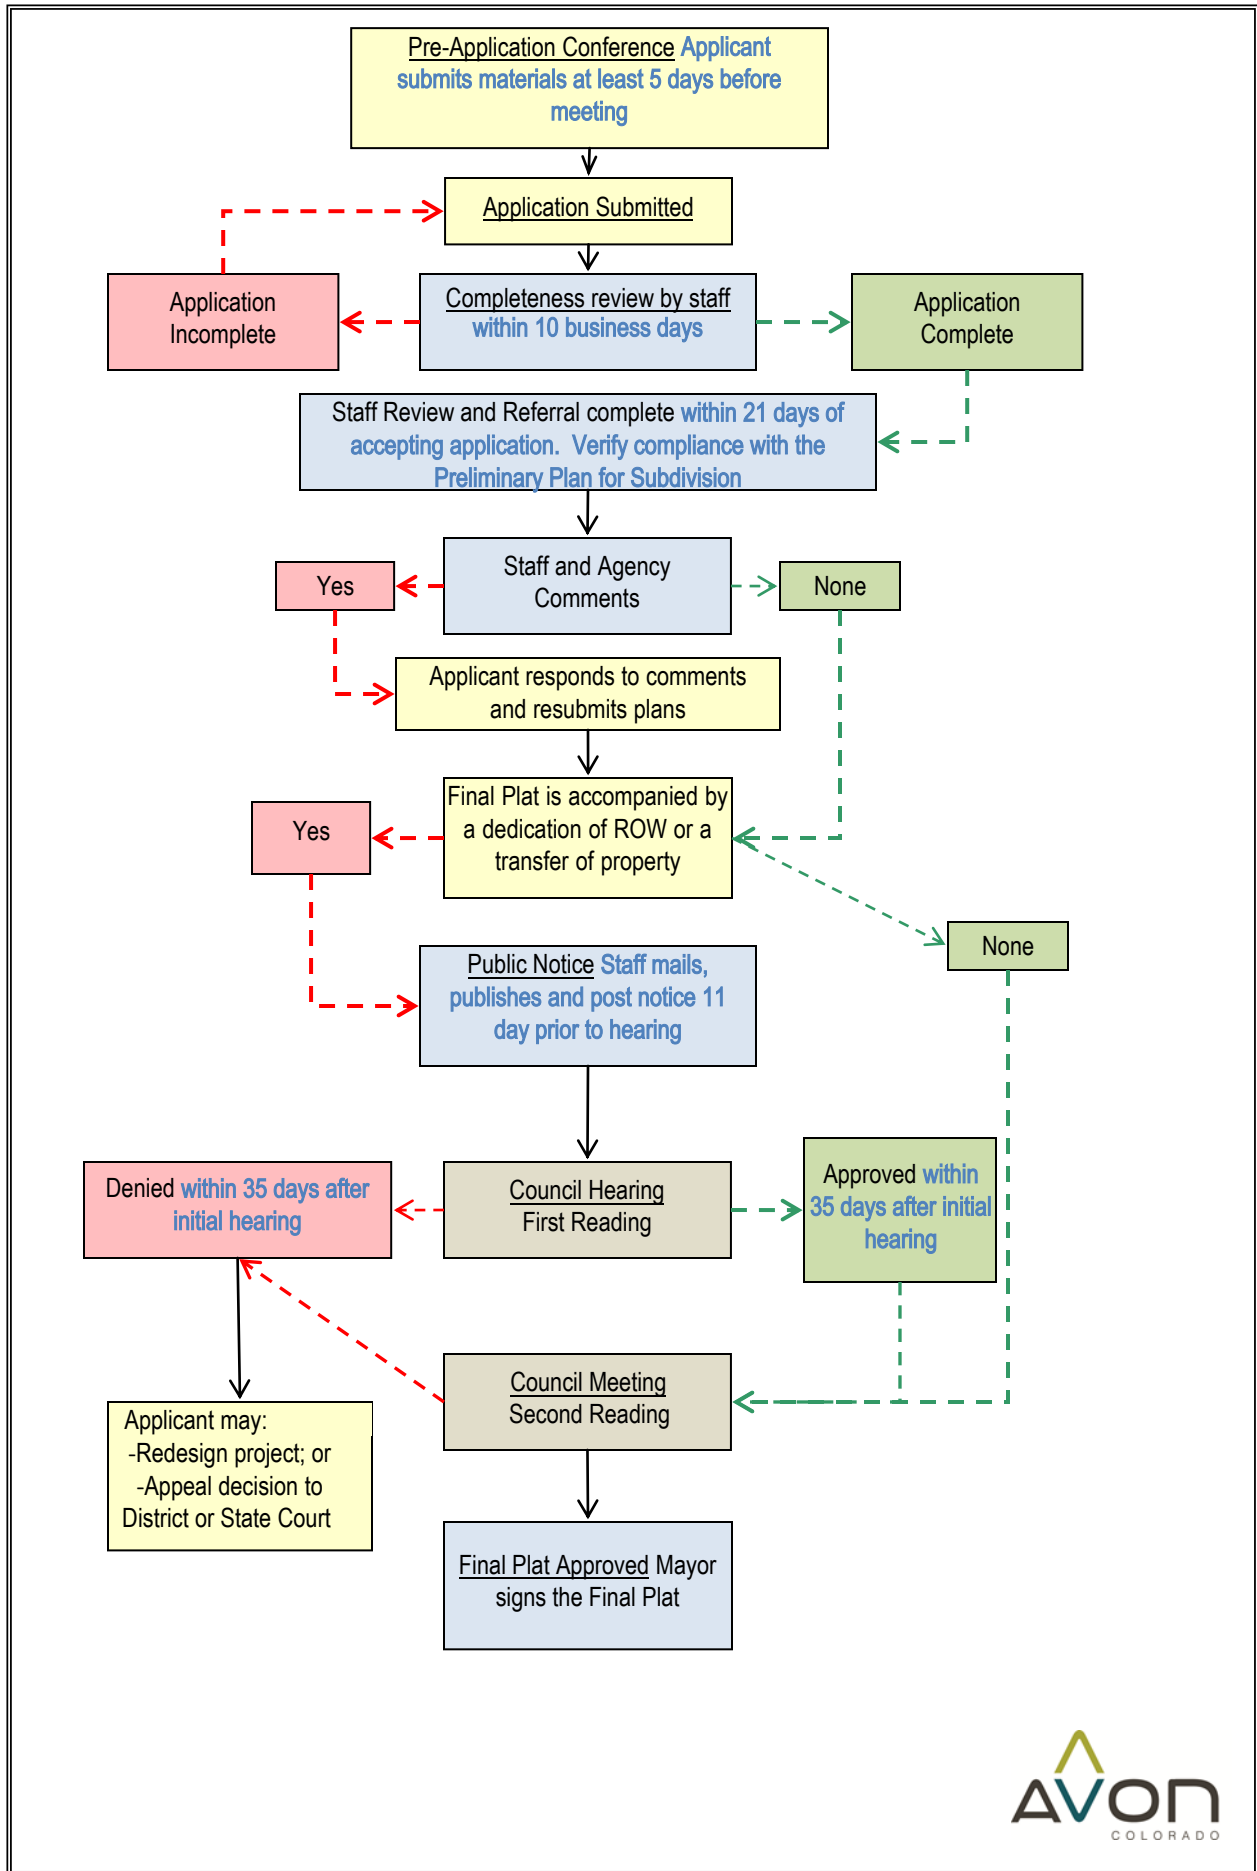 Pre-Application Conference Applicant
submits materials at least 5 days before
meeting
Application Submitted
Application
Incomplete
Completeness review by staff
within 10 business days
Application
Complete
Staff Review and Referral complete within 21 days of
accepting application.  Verify compliance with the
Preliminary Plan for Subdivision
Yes
Staff and Agency
Comments
None
Applicant responds to comments
and resubmits plans
Yes
Final Plat is accompanied by
a dedication of ROW or a
transfer of property
None
Public Notice Staff mails,
publishes and post notice 11
day prior to hearing
Denied within 35 days after
initial hearing
Council Hearing
First Reading
Approved within
35 days after initial
hearing
Council Meeting
Second Reading
Applicant may:
-Redesign project; or
-Appeal decision to
District or State Court
Final Plat Approved Mayor
signs the Final Plat
AVON
COLORADO